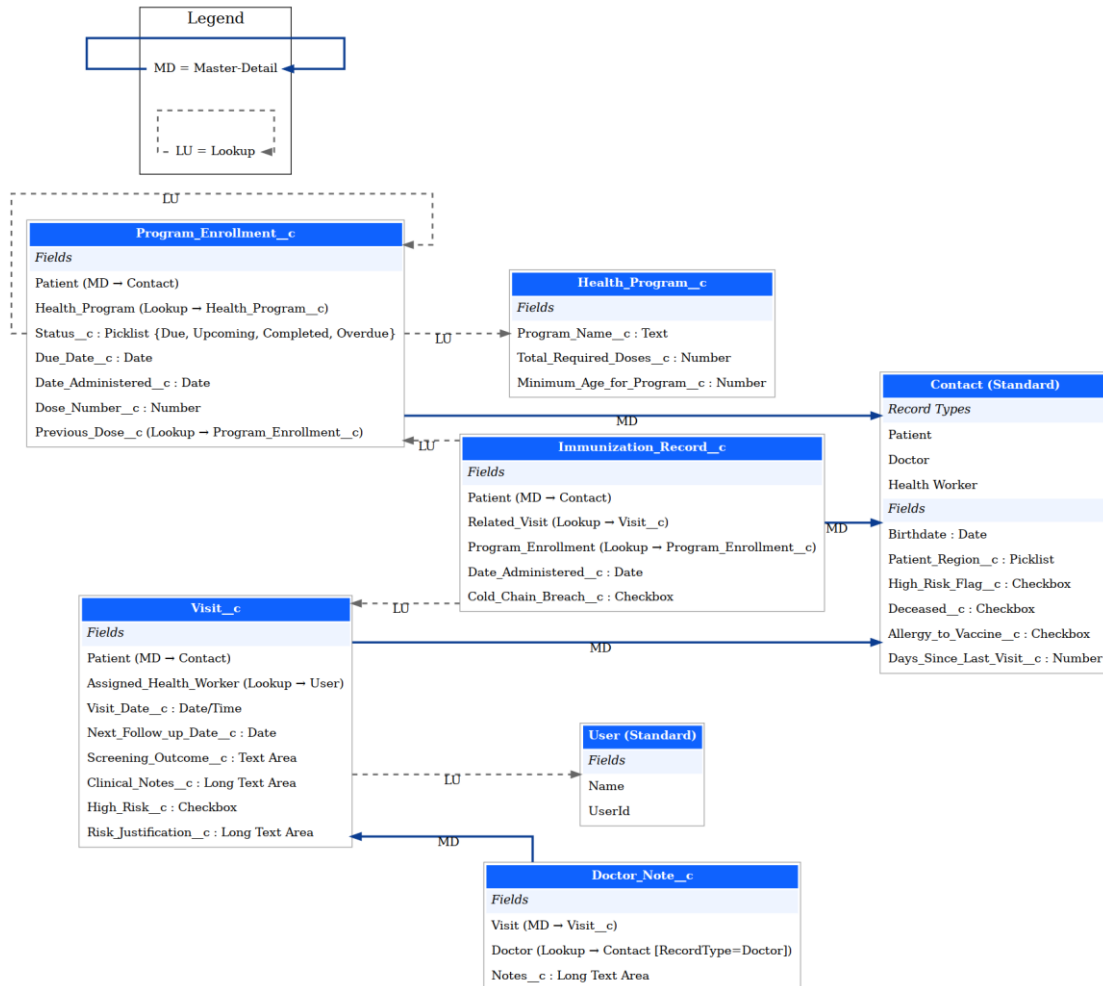 Legend
MD = Master-Detail
LU = Lookup
LU
Program_Enrollment__c
Fields
Patient (MD → Contact)
Health_Program (Lookup → Health_Program__c)
Status__c : Picklist {Due, Upcoming, Completed, Overdue}
Due_Date__c : Date
Date_Administered__c : Date
Dose_Number__c : Number
Previous_Dose__c (Lookup → Program_Enrollment__c)
LU
Health_Program__c
Fields
Program_Name__c : Text
Total_Required_Doses__c : Number
Minimum_Age_for_Program__c : Number
MD
Contact (Standard)
Record Types
Patient
Doctor
Health Worker
Fields
Birthdate : Date
Patient_Region__c : Picklist
High_Risk_Flag__c : Checkbox
Deceased__c : Checkbox
Allergy_to_Vaccine__c : Checkbox
Days_Since_Last_Visit__c : Number
LU
Immunization_Record__c
Fields
Patient (MD → Contact)
Related_Visit (Lookup → Visit__c)
Program_Enrollment (Lookup → Program_Enrollment__c)
Date_Administered__c : Date
Cold_Chain_Breach__c : Checkbox
MD
LU
Visit__c
Fields
Patient (MD → Contact)
Assigned_Health_Worker (Lookup → User)
Visit_Date__c : Date/Time
Next_Follow_up_Date__c : Date
Screening_Outcome__c : Text Area
Clinical_Notes__c : Long Text Area
High_Risk__c : Checkbox
Risk_Justification__c : Long Text Area
MD
LU
User (Standard)
Fields
Name
UserId
MD
Doctor_Note__c
Fields
Visit (MD → Visit__c)
Doctor (Lookup → Contact [RecordType=Doctor])
Notes__c : Long Text Area